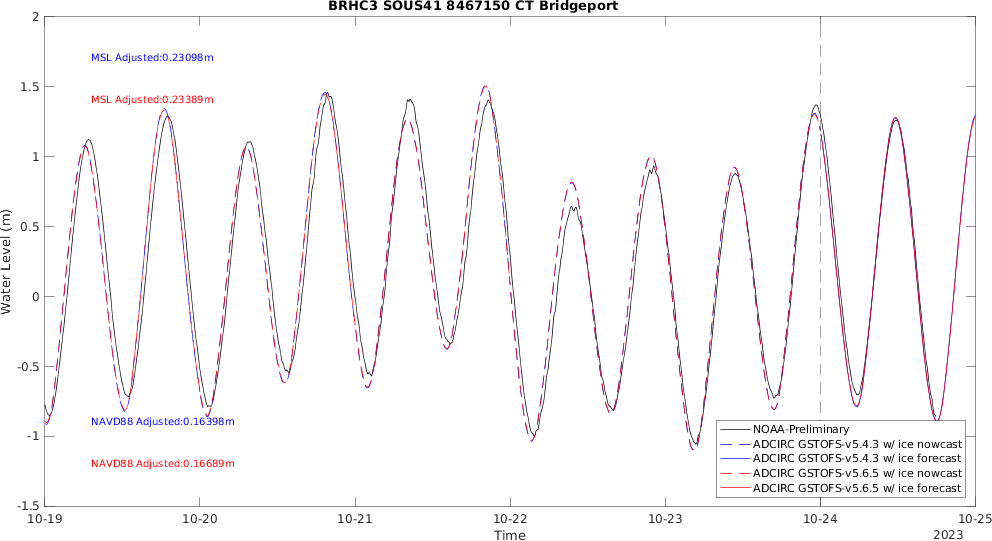 BRHC3 SOUS41 8467150 CT Bridgeport
2
1.5
1
0.5
0
-0.5
-1
-1.5
Water Level (m)
MSL Adjusted:0.23098m
MSL Adjusted:0.23389m
NAVD88 Adjusted:0.16398m
NAVD88 Adjusted:0.16689m
NOAA-Preliminary
ADCIRC GSTOFS-v5.4.3 w/ ice nowcast
ADCIRC GSTOFS-v5.4.3 w/ ice forecast
ADCIRC GSTOFS-v5.6.5 w/ ice nowcast
ADCIRC GSTOFS-v5.6.5 w/ ice forecast
10-19 10-20 10-21 10-22 10-23 10-24 10-25
Time
2023